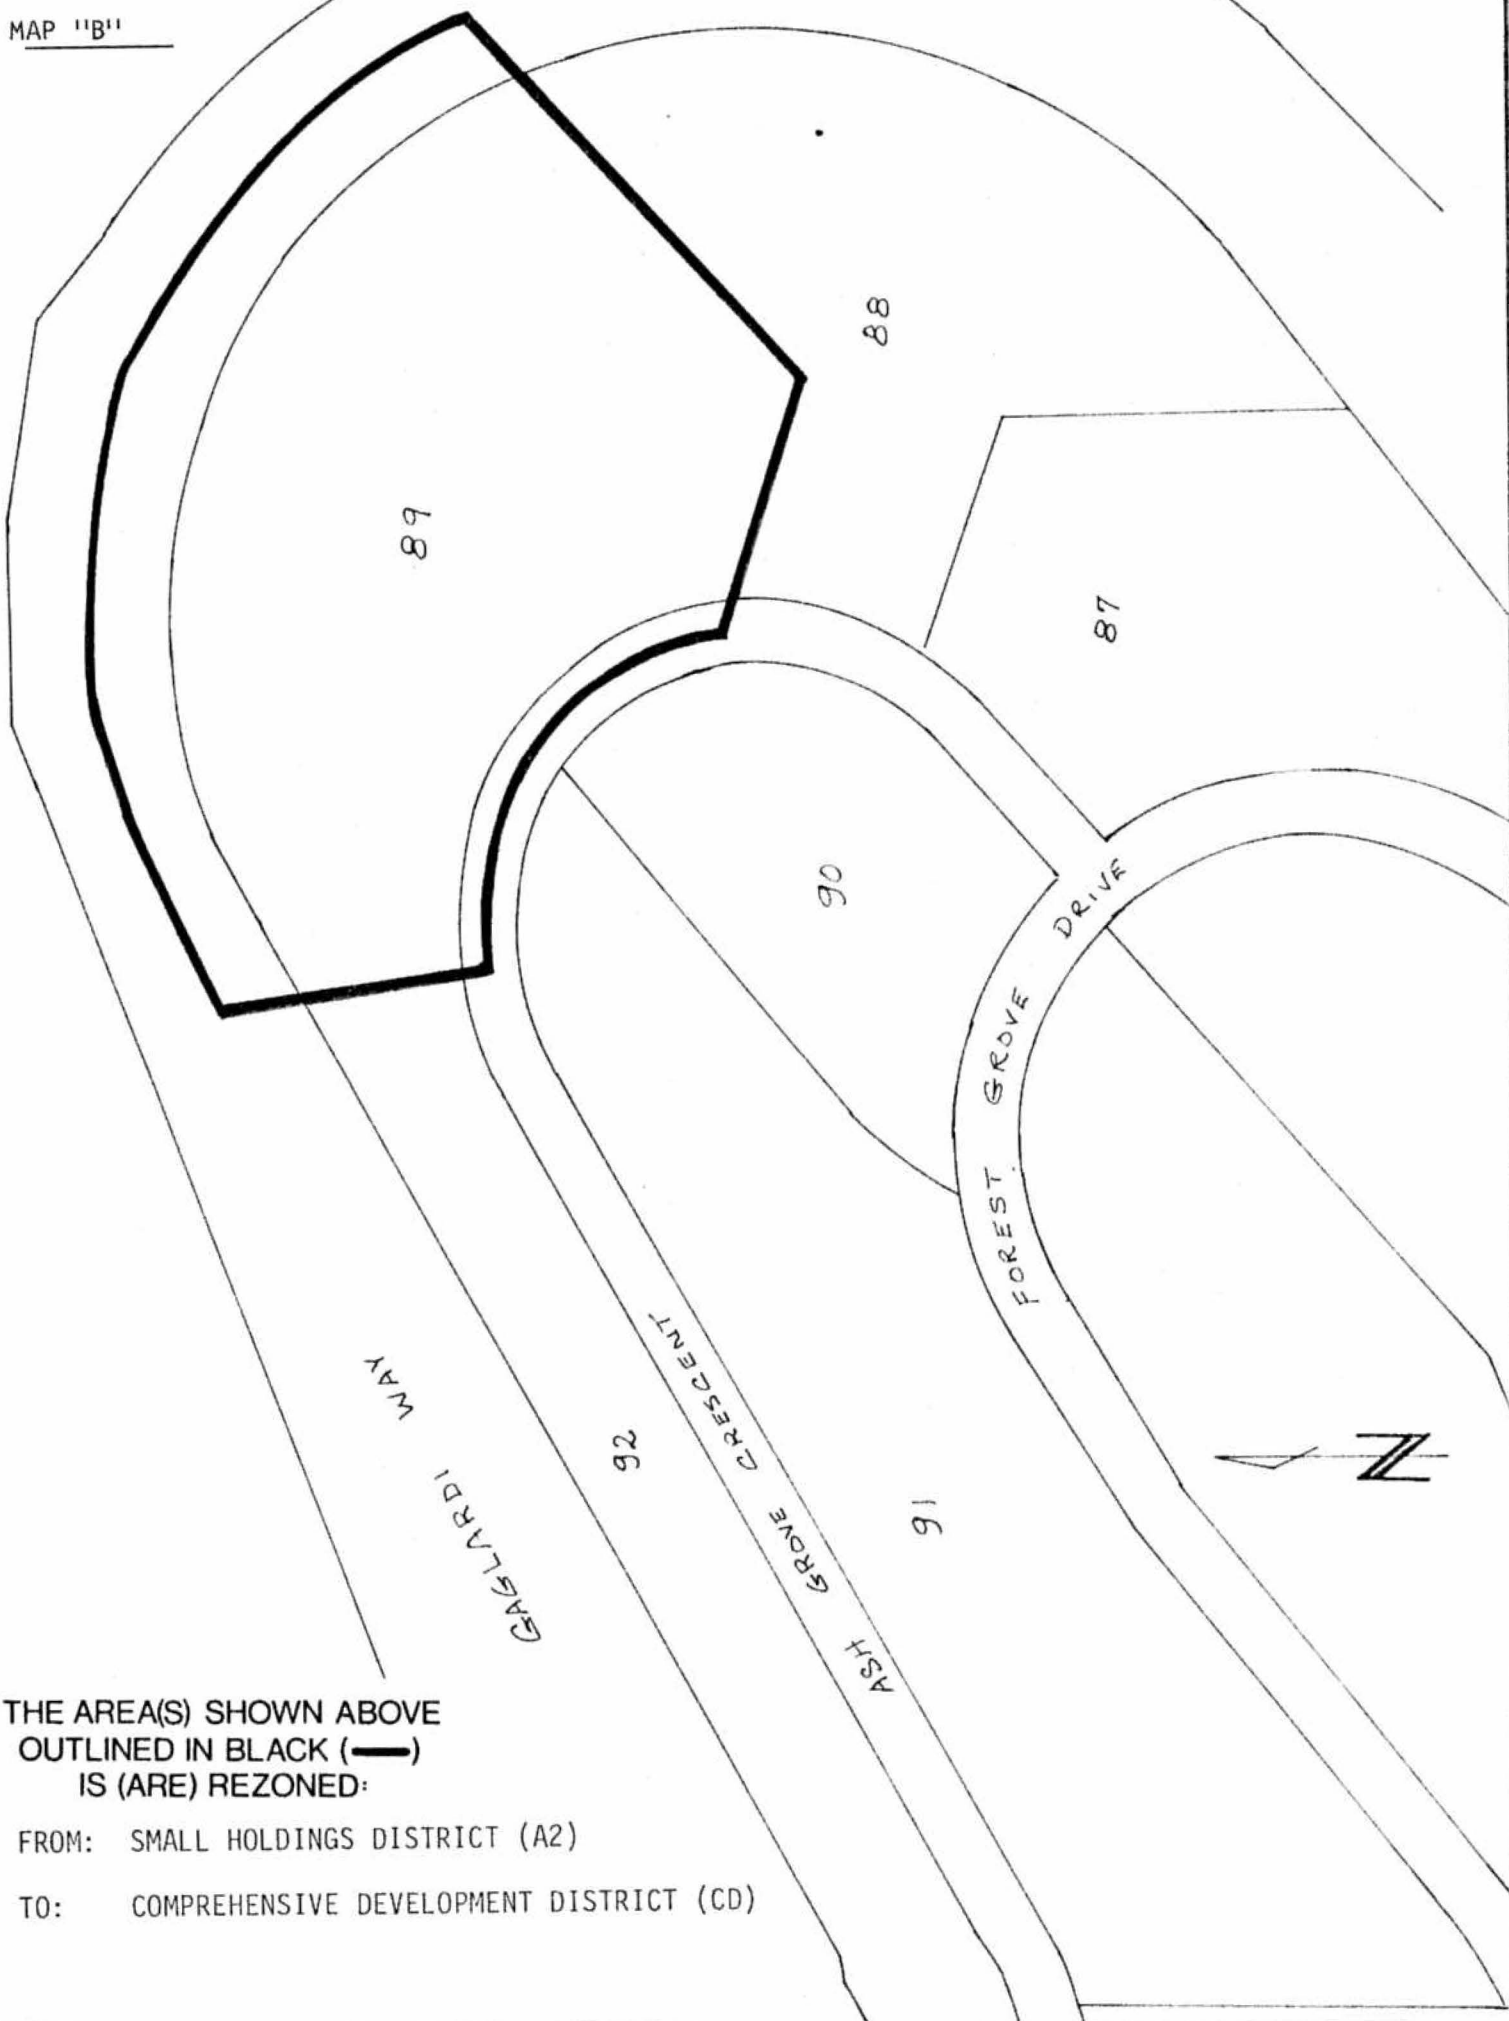 MAP "B"
88
89
87
90
FOREST GROVE DRIVE
92
ASH GROVE CRESCENT
91
GAGLARDI WAY
N
THE AREA(S) SHOWN ABOVE
OUTLINED IN BLACK (—)
IS (ARE) REZONED:
FROM: SMALL HOLDINGS DISTRICT (A2)
TO: COMPREHENSIVE DEVELOPMENT DISTRICT (CD)